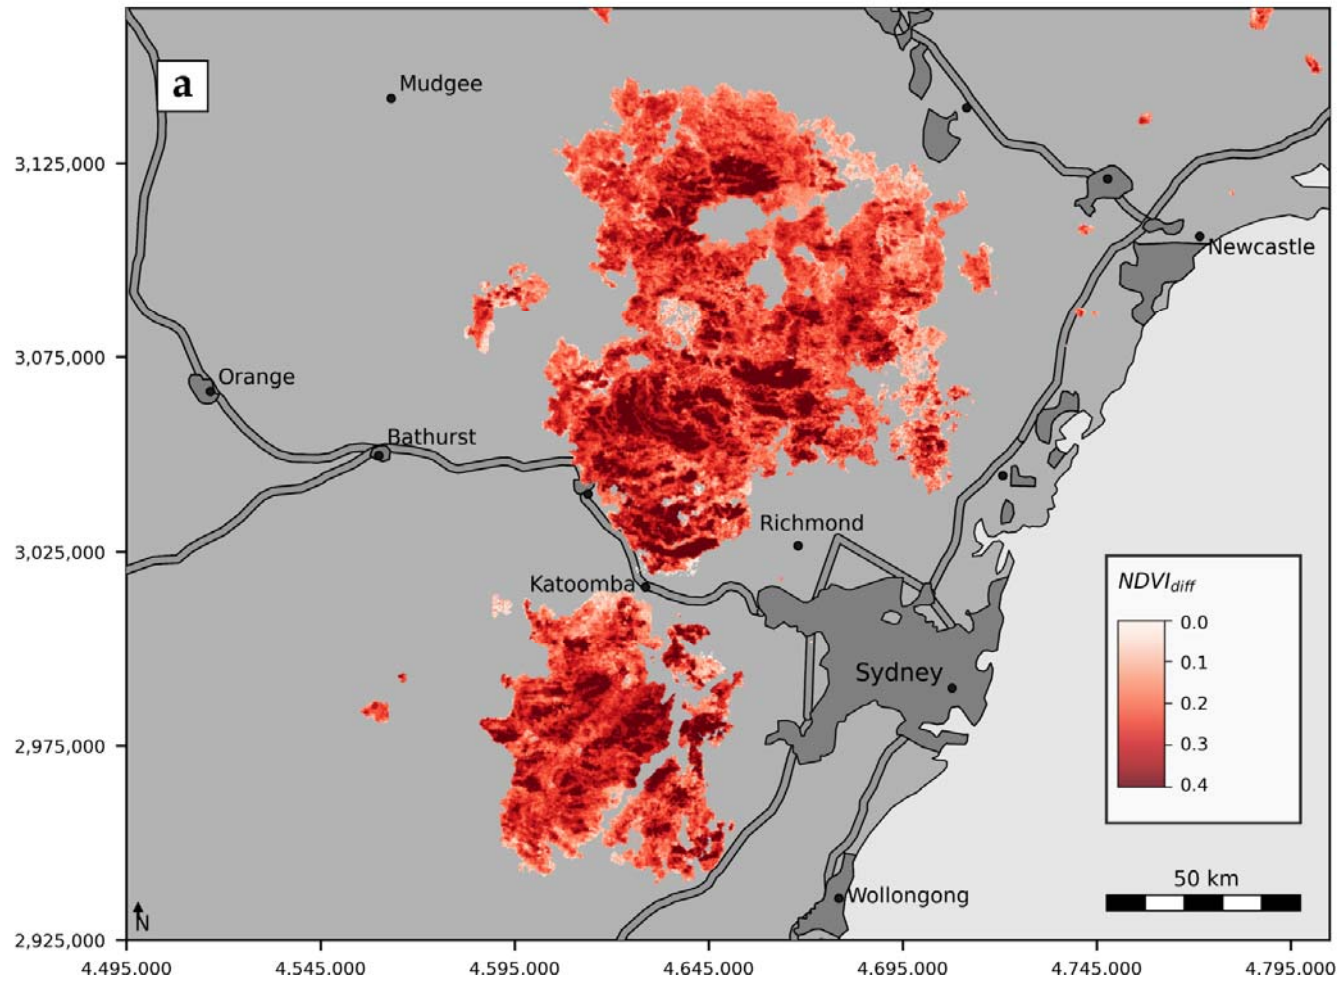 a
Mudgee
3,125,000
Newcastle
3,075,000
Orange
Bathurst
Richmond
3,025,000
Katoomba
NDVIdiff
0.0
0.1
0.2
0.3
0.4
Sydney
2,975,000
50 km
Wollongong
N
2,925,000
4.495.000 4.545.000 4.595.000 4.645.000 4.695.000 4.745.000 4.795.000